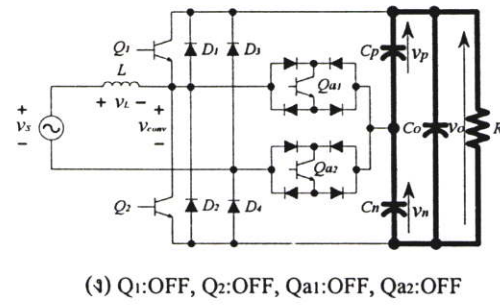 Q1
D1
D3
Cp
vp
L
Qa1
+ vL −
+
vs
−
+
vconv
−
Co
vo
R
Qa2
Q2
D2
D4
Cn
vn
(ง) Q1:OFF, Q2:OFF, Qa1:OFF, Qa2:OFF